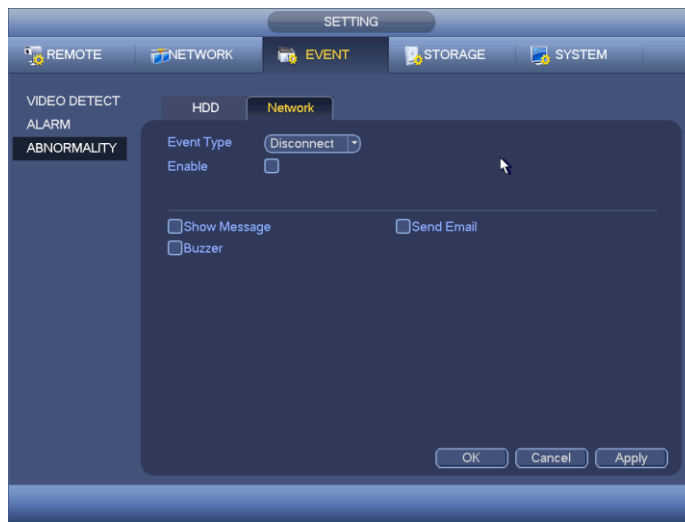 SETTING
REMOTE NETWORK EVENT STORAGE SYSTEM
VIDEO DETECT
ALARM
ABNORMALITY
HDD Network
Event Type Disconnect
Enable
Show Message Send Email
Buzzer
OK Cancel Apply